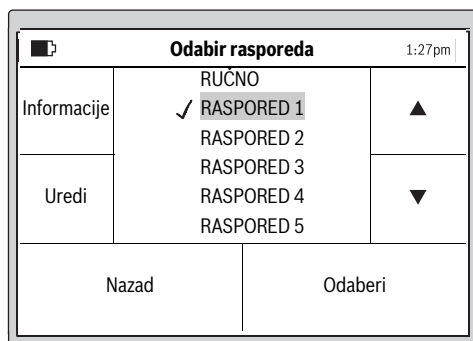 Odabir rasporeda 1:27pm
RUČNO
Informacije
RASPORED 1
RASPORED 2
RASPORED 3
Uredi
RASPORED 4
RASPORED 5
Nazad
Odaberi